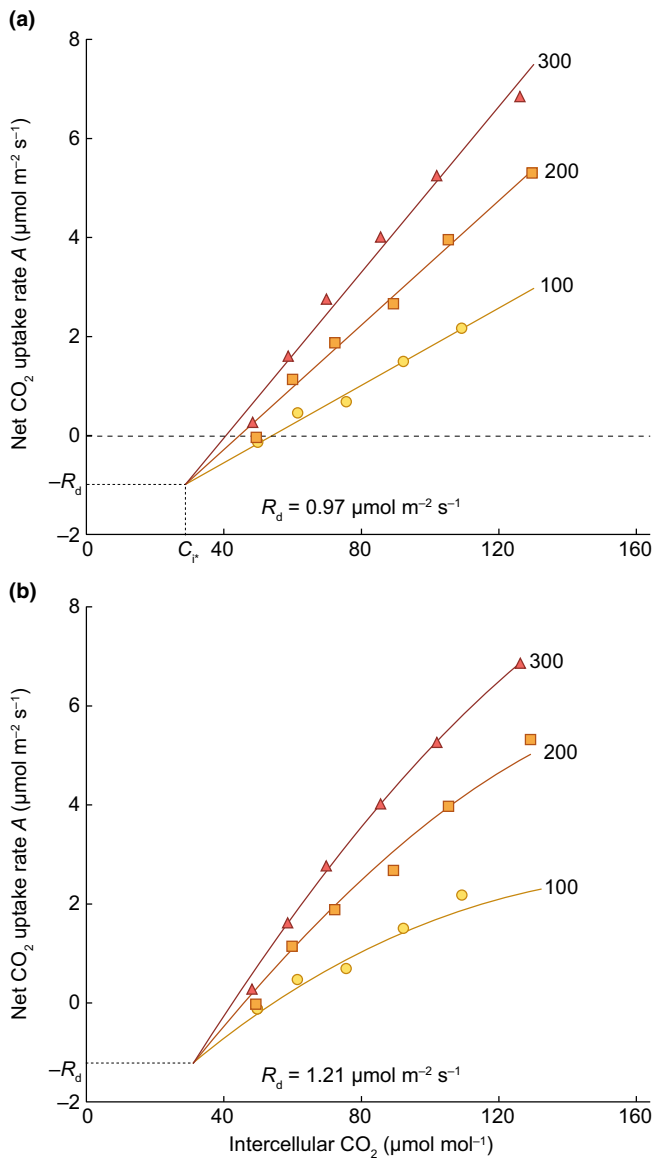 (a)
8
6
4
2
0
–R_d
–2
Net CO₂ uptake rate A (µmol m⁻² s⁻¹)
300
200
100
R_d = 0.97 µmol m⁻² s⁻¹
0
C_i*
40
80
120
160
(b)
8
6
4
2
0
–R_d
–2
Net CO₂ uptake rate A (µmol m⁻² s⁻¹)
300
200
100
R_d = 1.21 µmol m⁻² s⁻¹
0
40
80
120
160
Intercellular CO₂ (µmol mol⁻¹)